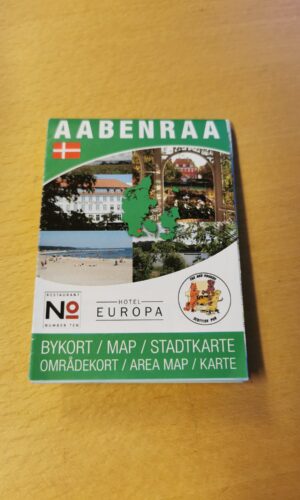 AABENRAA
RESTAURANT
No
NUMBER TEN
HOTEL
EUROPA
BYKORT / MAP / STADTKARTE
OMRÅDEKORT / AREA MAP / KARTE